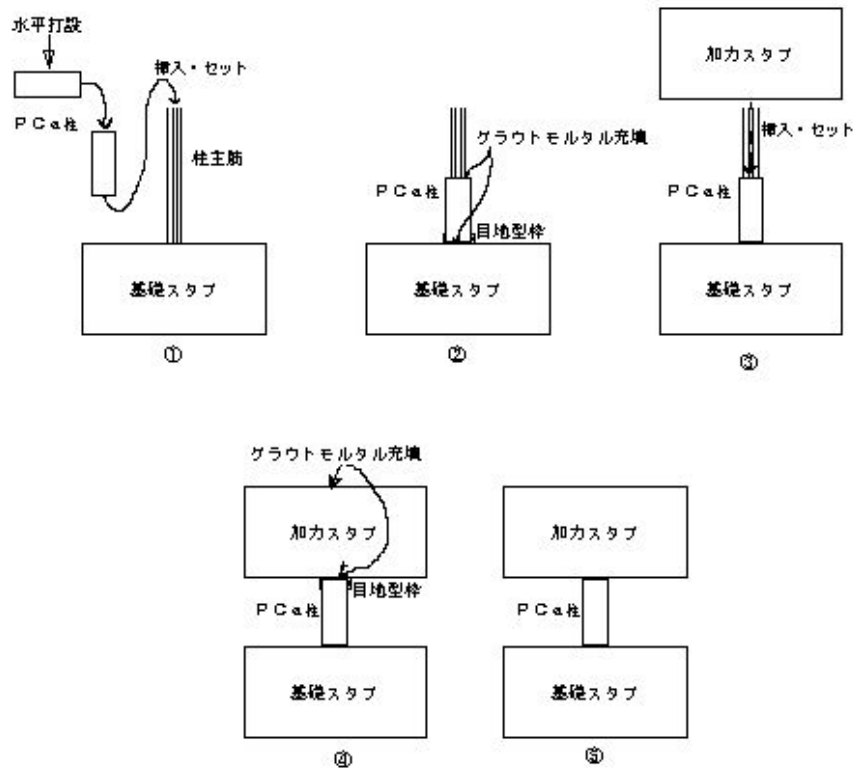 水平打設
挿入・セット
PCa柱
柱主筋
基礎スタブ
①
グラウトモルタル充填
PCa柱
目地型枠
基礎スタブ
②
加力スタブ
挿入・セット
PCa柱
基礎スタブ
③
グラウトモルタル充填
加力スタブ
目地型枠
PCa柱
基礎スタブ
④
加力スタブ
PCa柱
基礎スタブ
⑤